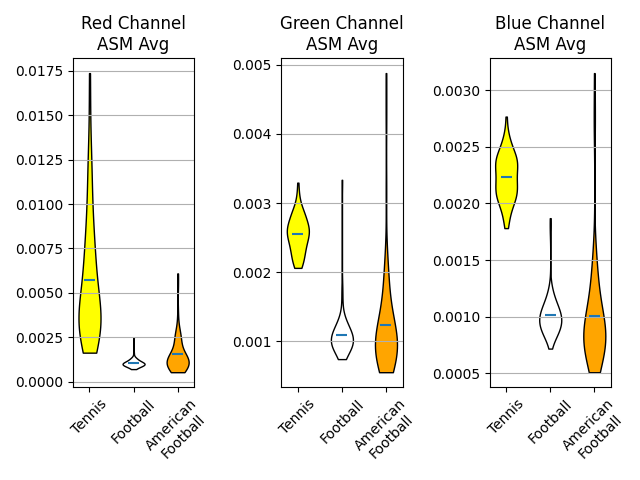 Red Channel
ASM Avg
0.0175
0.0150
0.0125
0.0100
0.0075
0.0050
0.0025
0.0000
Tennis
Football
American
Football
Green Channel
ASM Avg
0.005
0.004
0.003
0.002
0.001
Tennis
Football
American
Football
Blue Channel
ASM Avg
0.0030
0.0025
0.0020
0.0015
0.0010
0.0005
Tennis
Football
American
Football